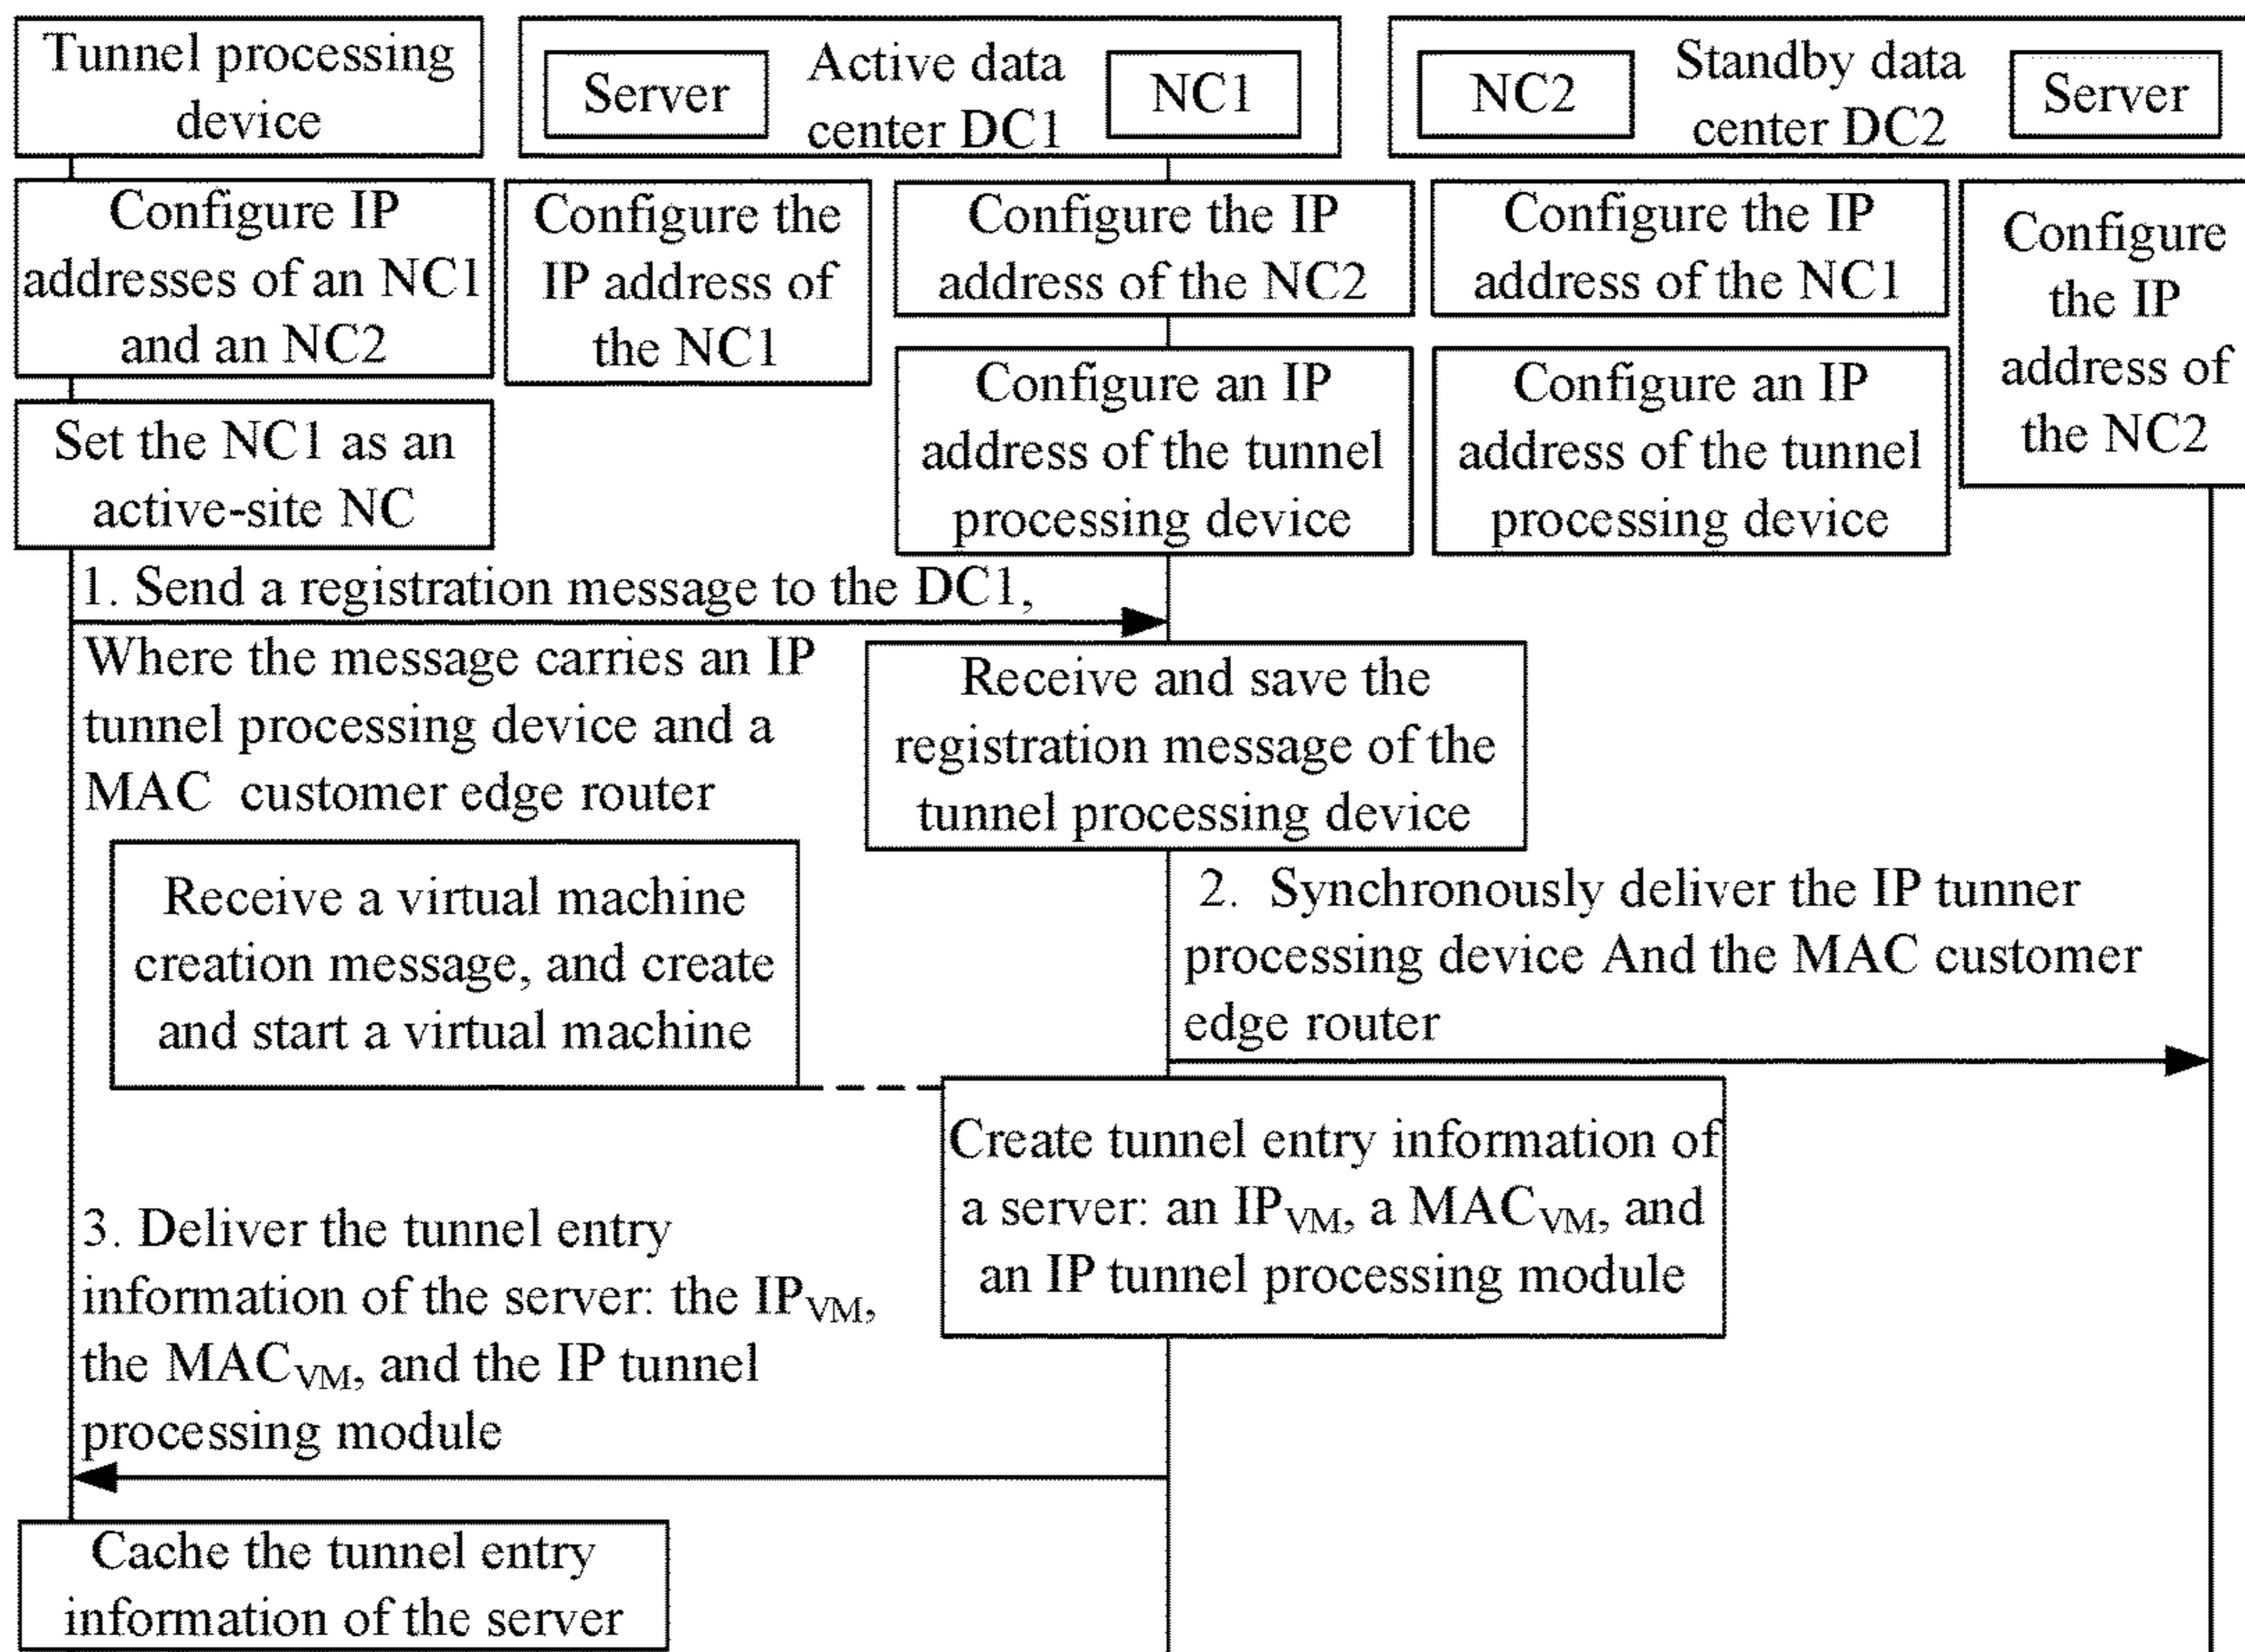 Tunnel processing
device
Server
Active data
center DC1
NC1
NC2
Standby data
center DC2
Server
Configure IP
addresses of an NC1
and an NC2
Configure the
IP address of
the NC1
Configure the IP
address of the NC2
Configure the IP
address of the NC1
Configure
the IP
address of
the NC2
Set the NC1 as an
active-site NC
Configure an IP
address of the tunnel
processing device
Configure an IP
address of the tunnel
processing device
1. Send a registration message to the DC1,
Where the message carries an IP
tunnel processing device and a
MAC customer edge router
Receive and save the
registration message of the
tunnel processing device
Receive a virtual machine
creation message, and create
and start a virtual machine
2. Synchronously deliver the IP tunner
processing device And the MAC customer
edge router
Create tunnel entry information of
a server: an IPVM, a MACVM, and
an IP tunnel processing module
3. Deliver the tunnel entry
information of the server: the IPVM,
the MACVM, and the IP tunnel
processing module
Cache the tunnel entry
information of the server